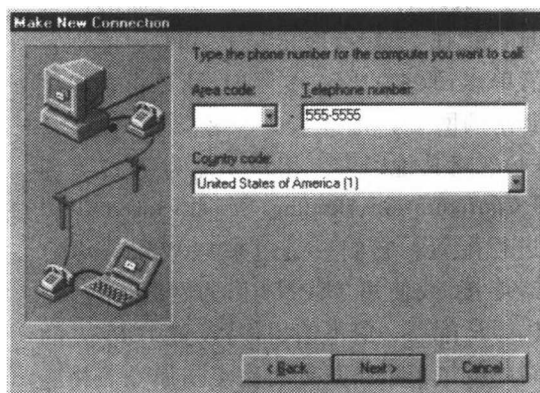 Make New Connection
Type the phone number for the computer you want to call:
Area code: Telephone number:
- 555-5555
Country code:
United States of America (1)
< Back Next > Cancel